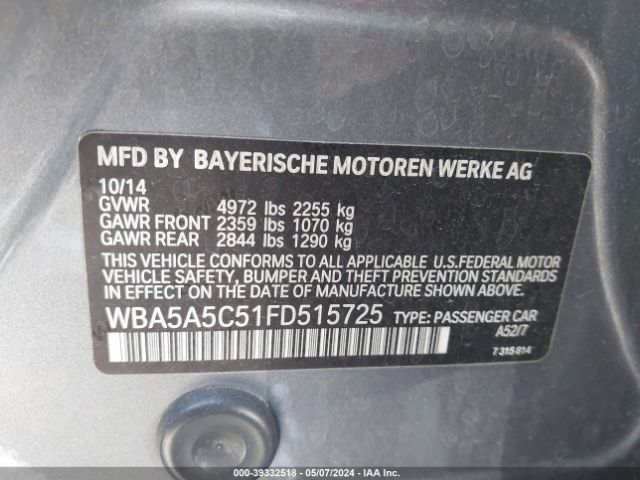 MFD BY BAYERISCHE MOTOREN WERKE AG
10/14
GVWR 4972 lbs 2255 kg
GAWR FRONT 2359 lbs 1070 kg
GAWR REAR 2844 lbs 1290 kg
THIS VEHICLE CONFORMS TO ALL APPLICABLE U.S.FEDERAL MOTOR
VEHICLE SAFETY, BUMPER AND THEFT PREVENTION STANDARDS
IN EFFECT ON THE DATE OF MANUFACTURE SHOWN ABOVE.
WBA5A5C51FD515725 TYPE: PASSENGER CAR
A52/7
7 315 814
000-39332518 - 05/07/2024 - IAA Inc.